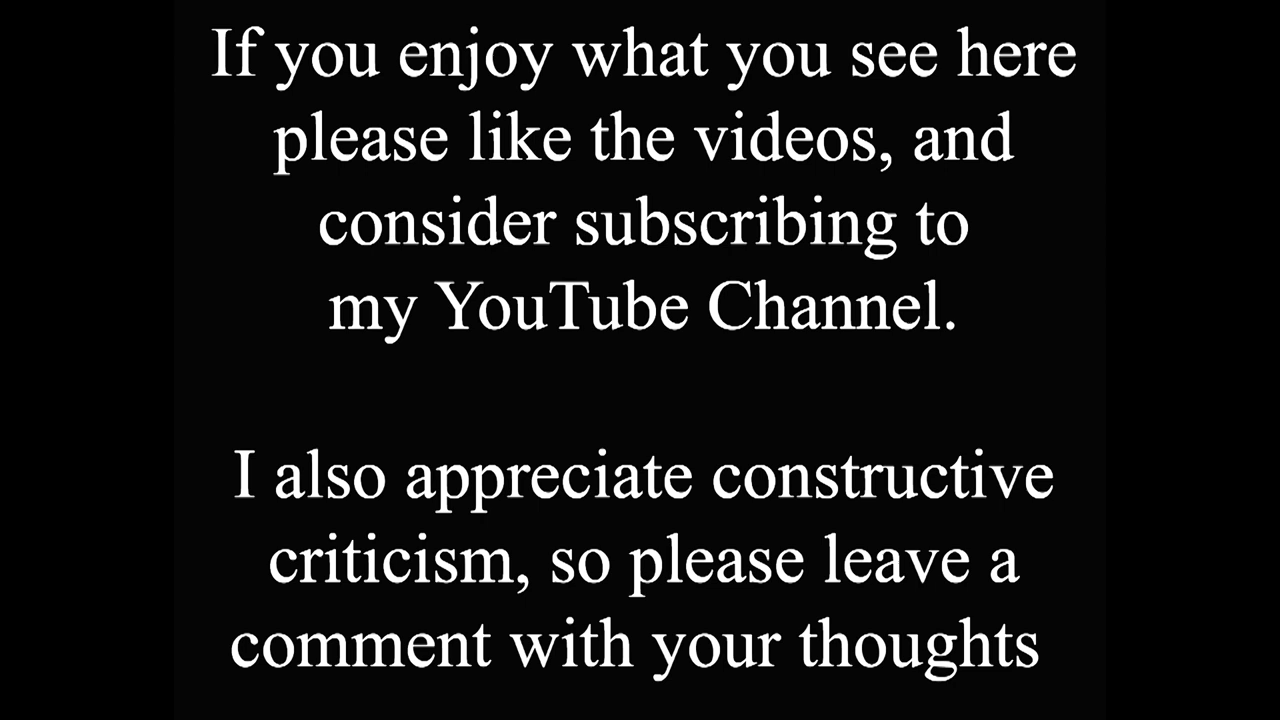 If you enjoy what you see here
please like the videos, and
consider subscribing to
my YouTube Channel.
I also appreciate constructive
criticism, so please leave a
comment with your thoughts